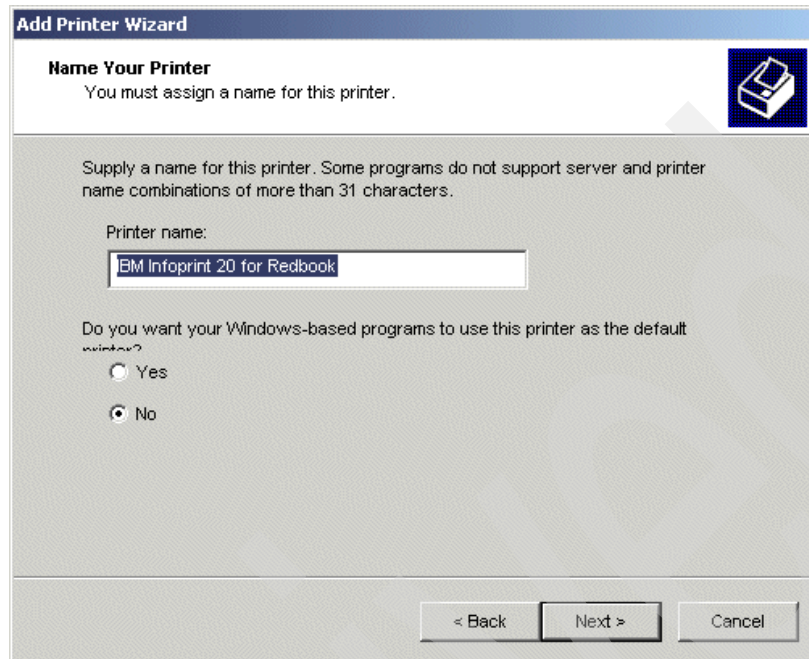 Add Printer Wizard
Name Your Printer
You must assign a name for this printer.
Supply a name for this printer. Some programs do not support server and printer
name combinations of more than 31 characters.
Printer name:
IBM Infoprint 20 for Redbook
Do you want your Windows-based programs to use this printer as the default
printer?
Yes
No
< Back
Next >
Cancel